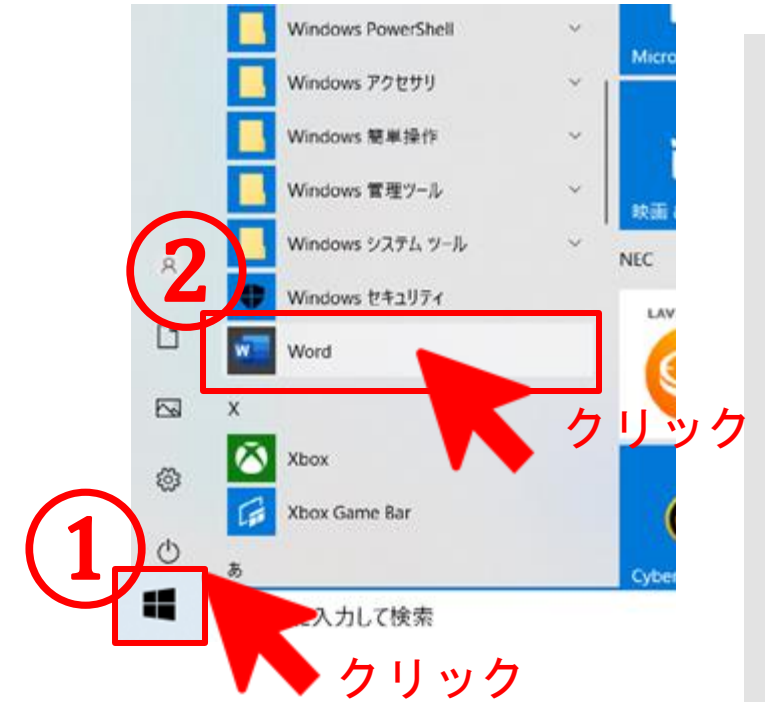 Windows PowerShell
Micro
Windows アクセサリ
Windows 簡単操作
Windows 管理ツール
映画 &
Windows システム ツール
NEC
②
Windows セキュリティ
LAV
W
Word
X
クリック
Xbox
Xbox Game Bar
①
あ
Cyber
入力して検索
クリック